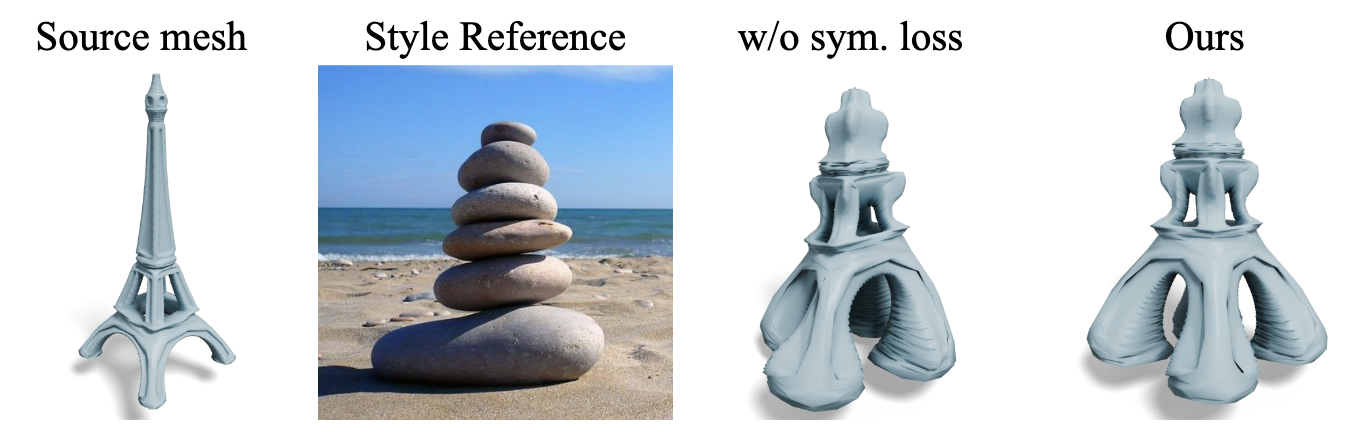 Source mesh
Style Reference
w/o sym. loss
Ours